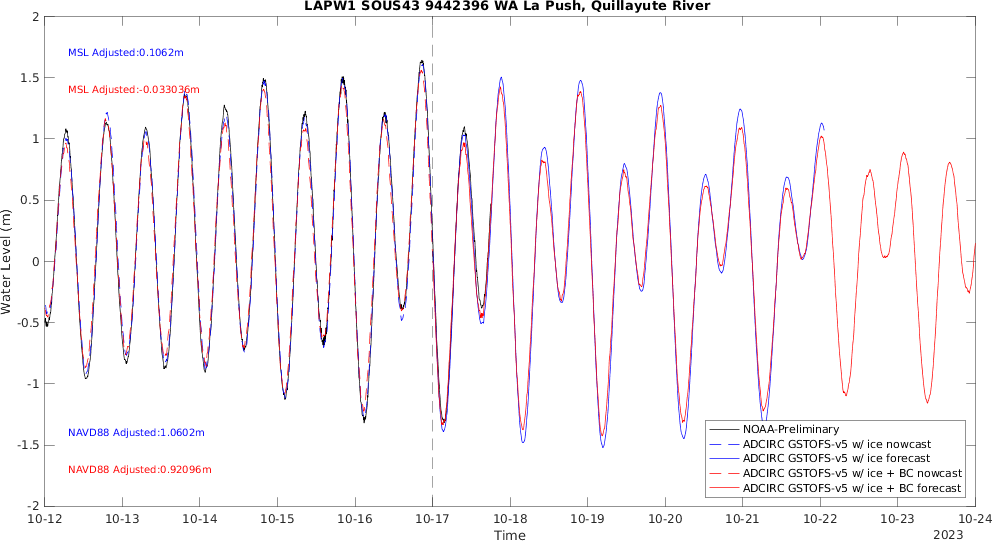 LAPW1 SOUS43 9442396 WA La Push, Quillayute River
2
1.5
1
0.5
0
-0.5
-1
-1.5
-2
Water Level (m)
MSL Adjusted:0.1062m
MSL Adjusted:-0.033036m
NAVD88 Adjusted:1.0602m
NAVD88 Adjusted:0.92096m
NOAA-Preliminary
ADCIRC GSTOFS-v5 w/ ice nowcast
ADCIRC GSTOFS-v5 w/ ice forecast
ADCIRC GSTOFS-v5 w/ ice + BC nowcast
ADCIRC GSTOFS-v5 w/ ice + BC forecast
10-12 10-13 10-14 10-15 10-16 10-17 10-18 10-19 10-20 10-21 10-22 10-23 10-24
Time
2023